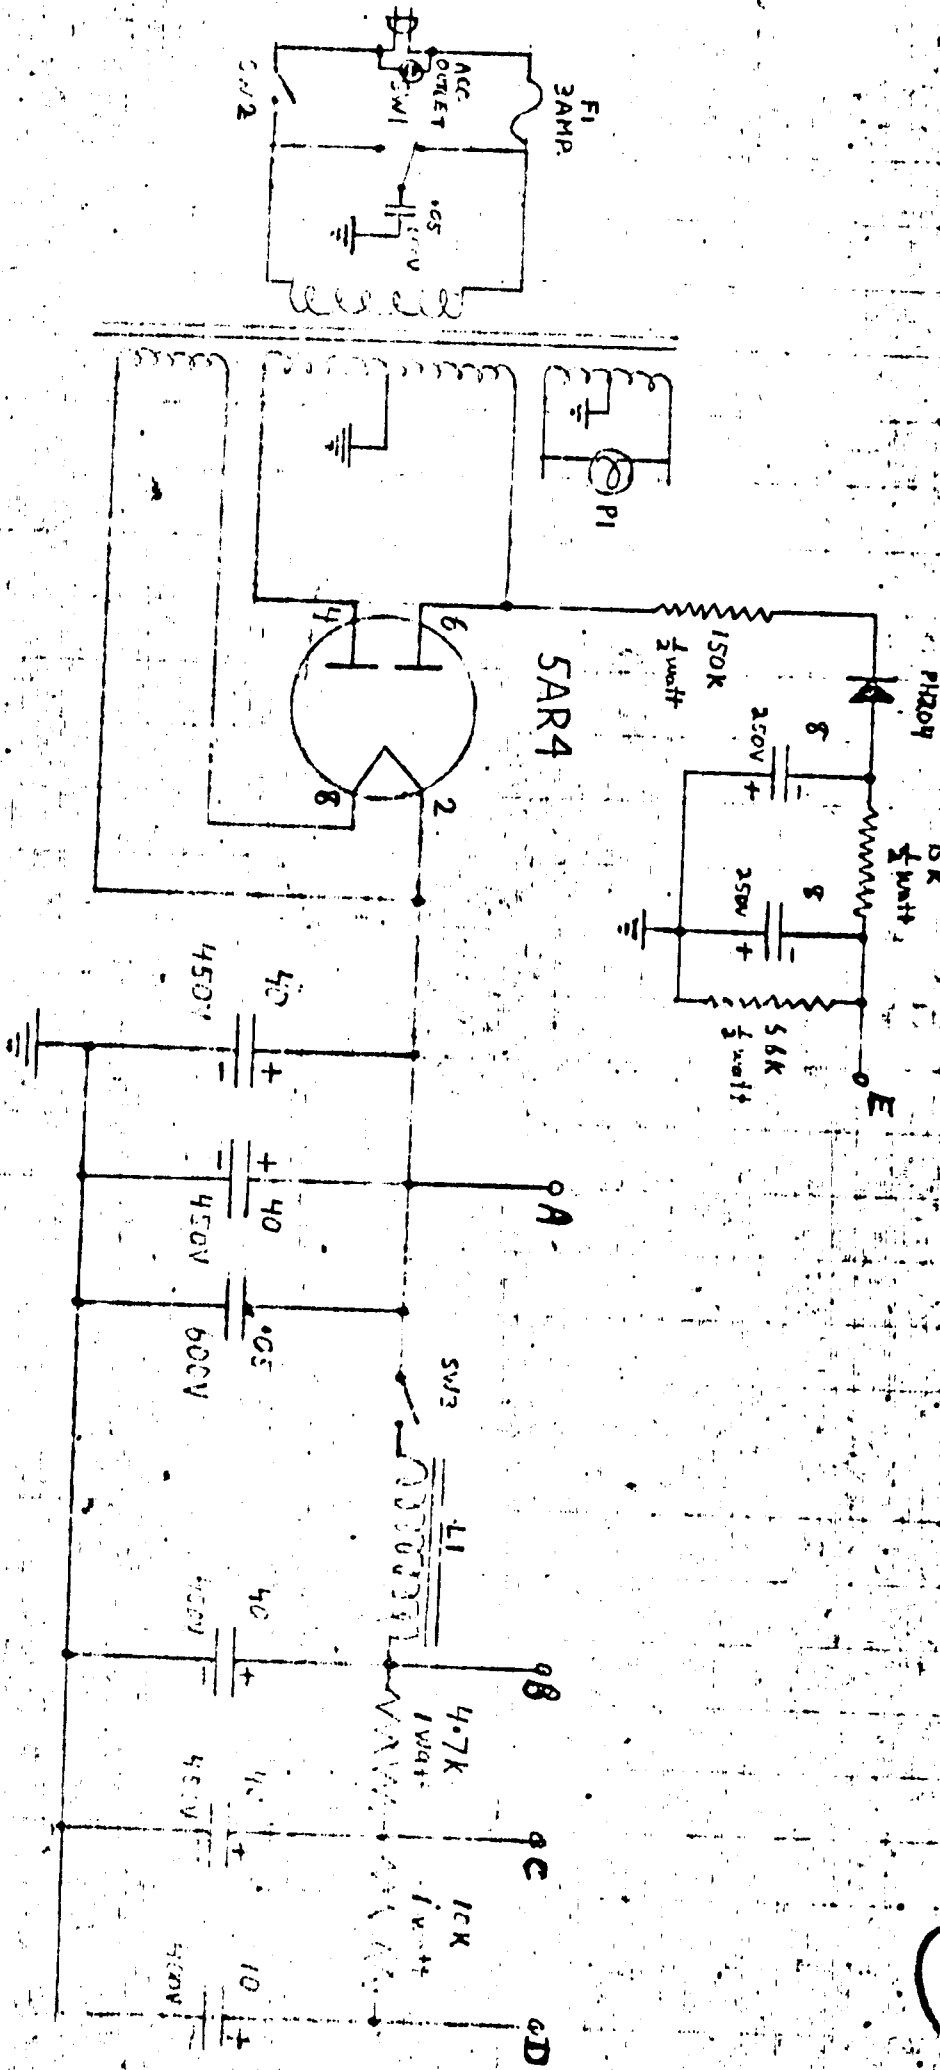 F1
3AMP.
ACC.
OUTLET
SW1
SW2
.05
P1
PH204
150K
½ watt
8
250V
+
-
½ watt
8
250V
+
-
56K
½ watt
E
5AR4
6
4
2
8
40
450V
+
-
40
450V
+
-
A
.05
600V
L1
40
+
-
B
4.7K
1 Watt
+
C
10K
10
+
D